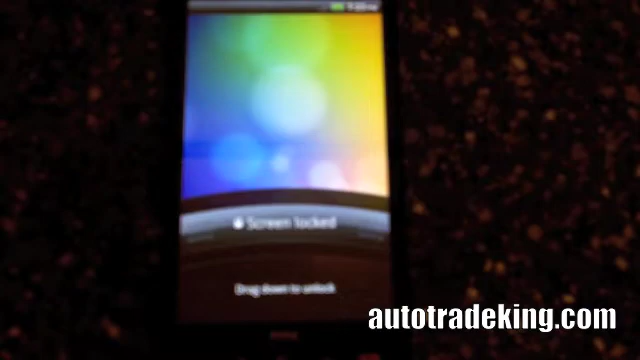 Screen locked
Drag down to unlock
autotradeking.com